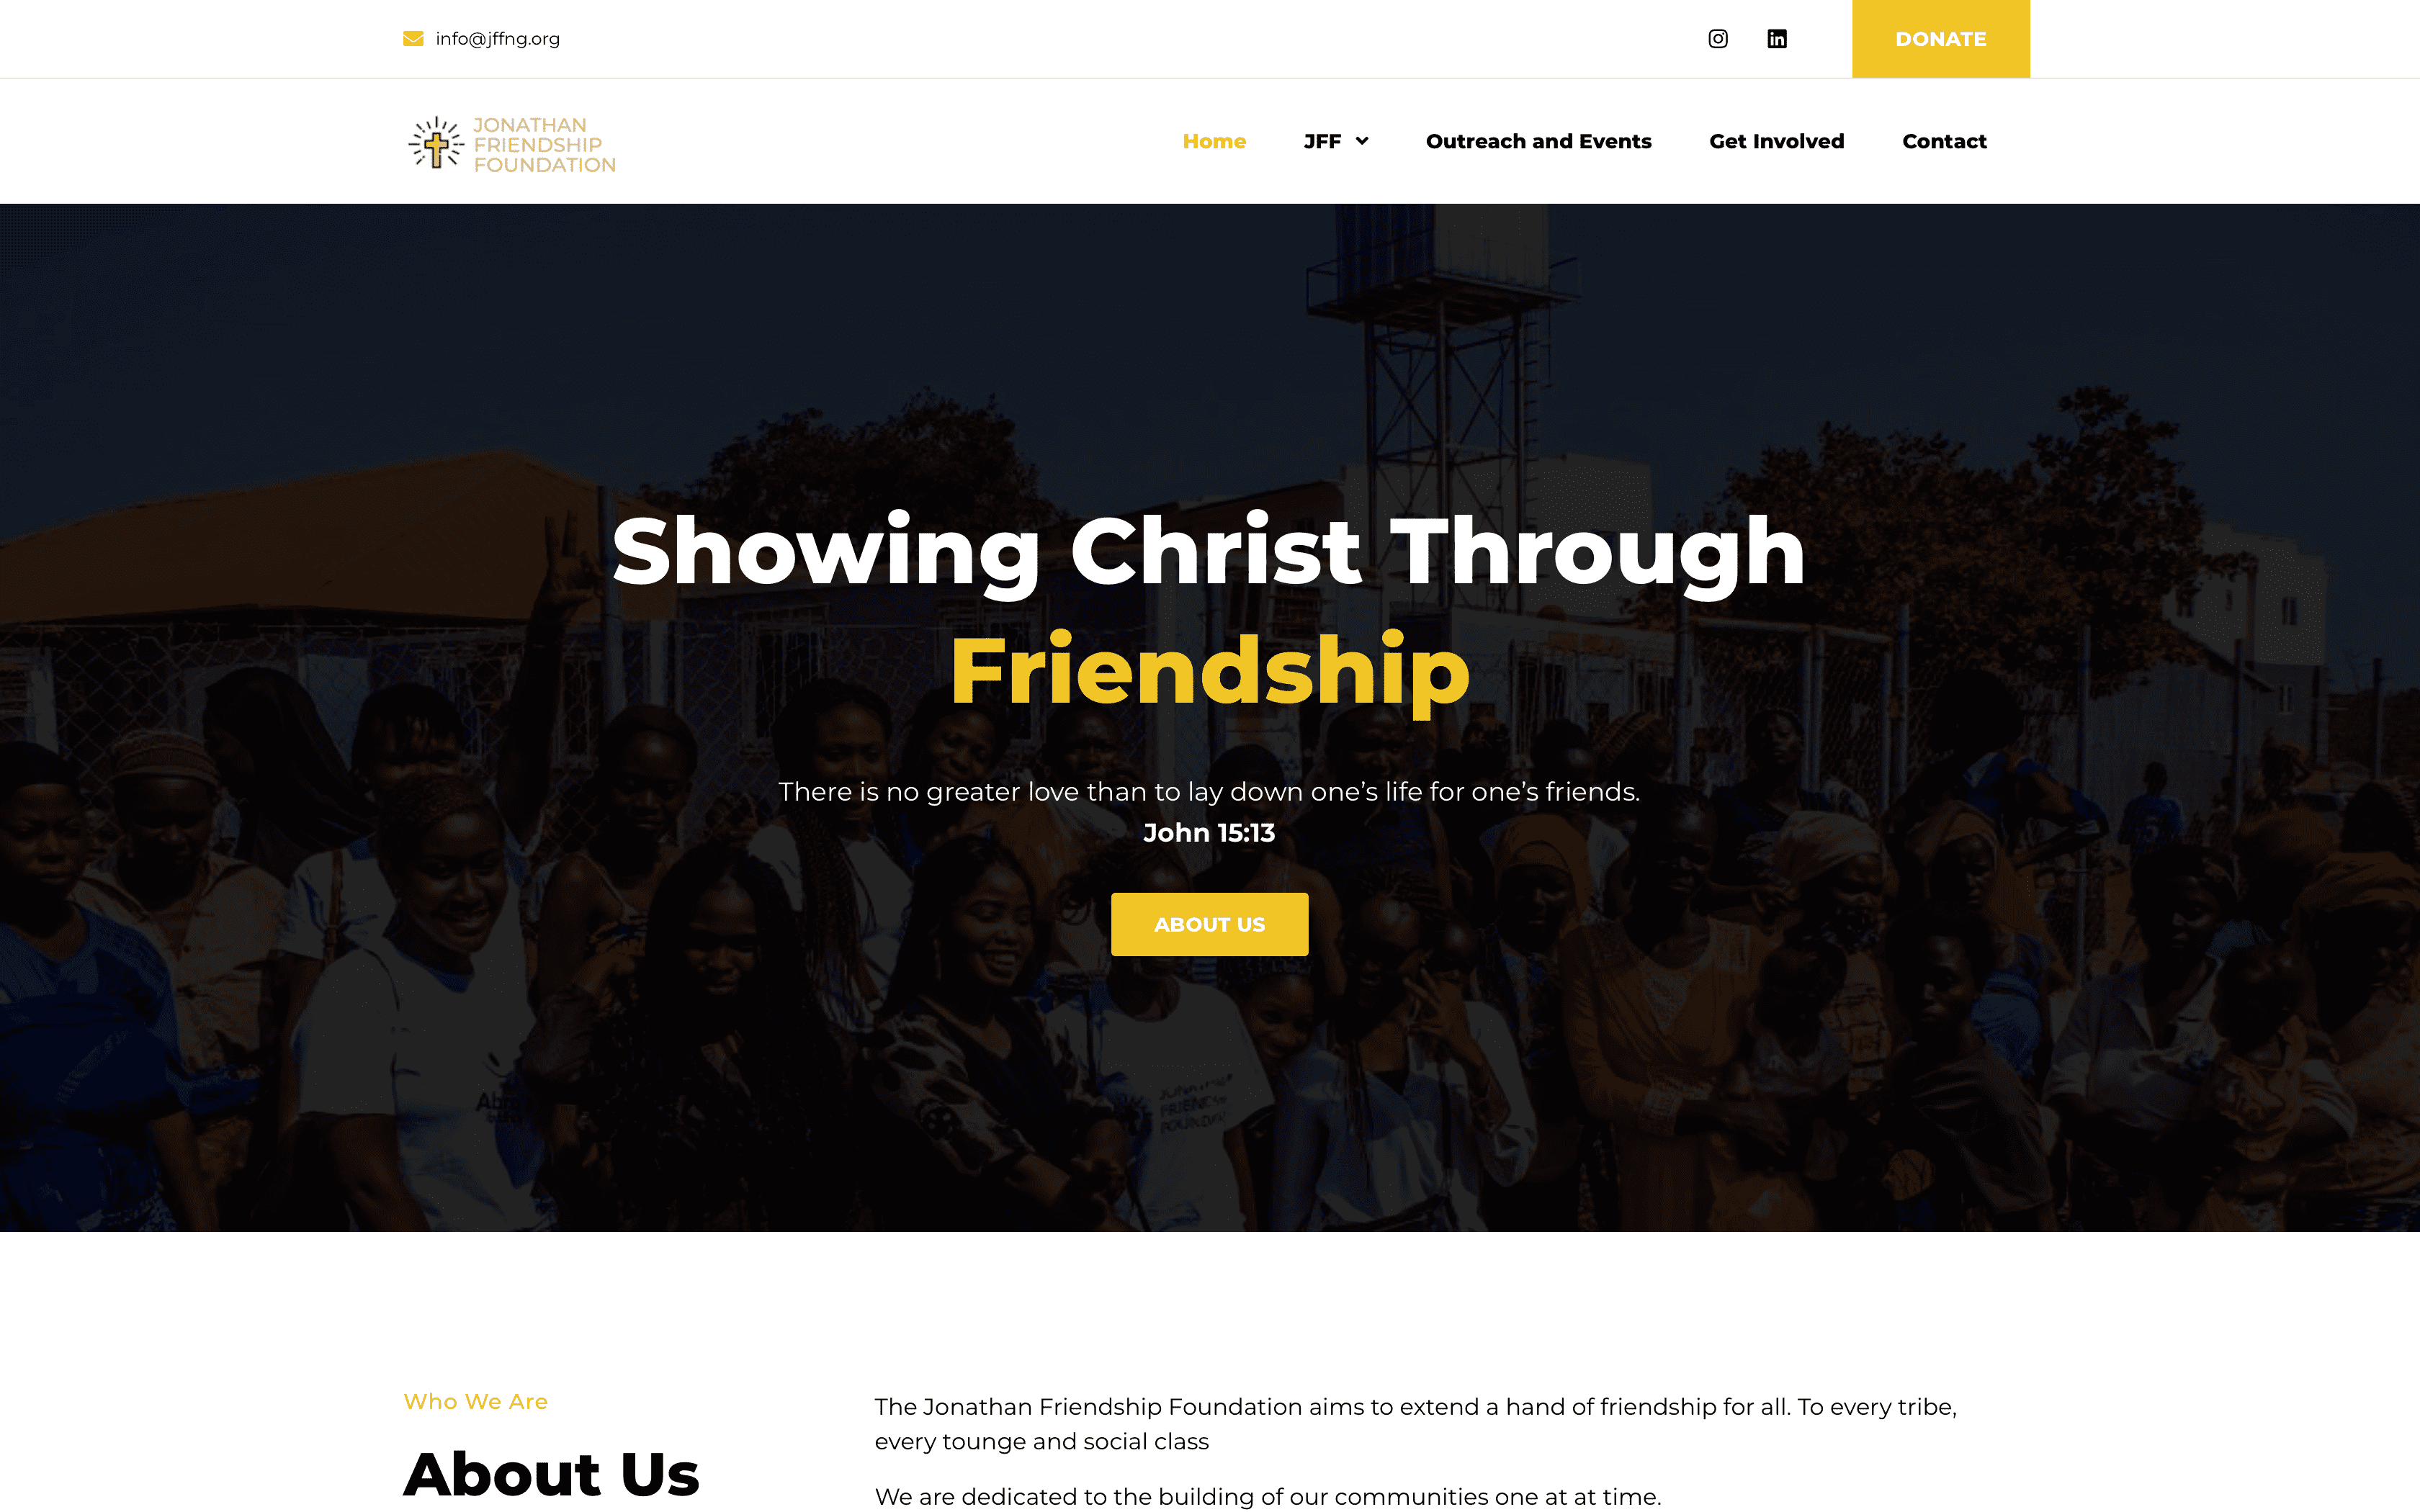 info@jffng.org
DONATE
JONATHAN
FRIENDSHIP
FOUNDATION
Home JFF Outreach and Events Get Involved Contact
Showing Christ Through
Friendship
There is no greater love than to lay down one’s life for one’s friends.
John 15:13
ABOUT US
JONATHAN
FRIENDSHIP
FOUNDATION
Who We Are
About Us
The Jonathan Friendship Foundation aims to extend a hand of friendship for all. To every tribe,
every tounge and social class
We are dedicated to the building of our communities one at at time.